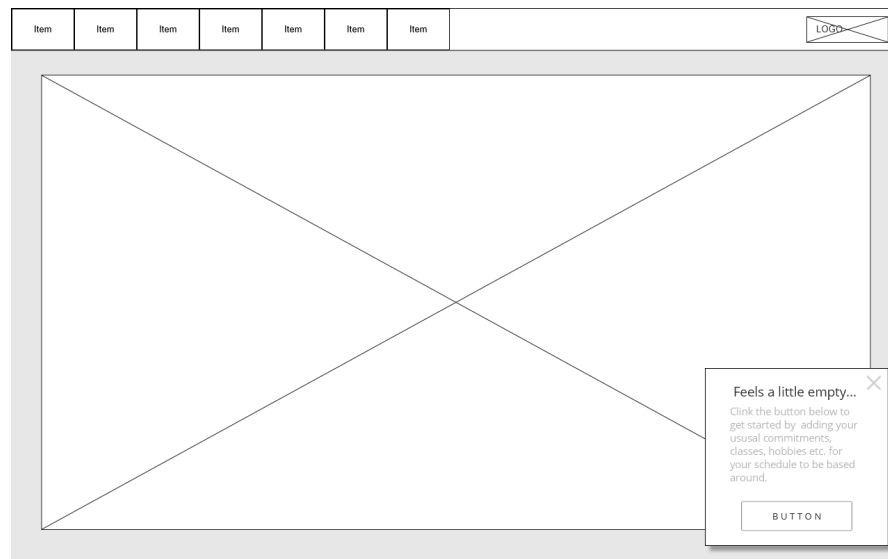 Item Item Item Item Item Item Item LOGO
Feels a little empty...
Clink the button below to
get started by adding your
ususal commitments,
classes, hobbies etc. for
your schedule to be based
around.
BUTTON